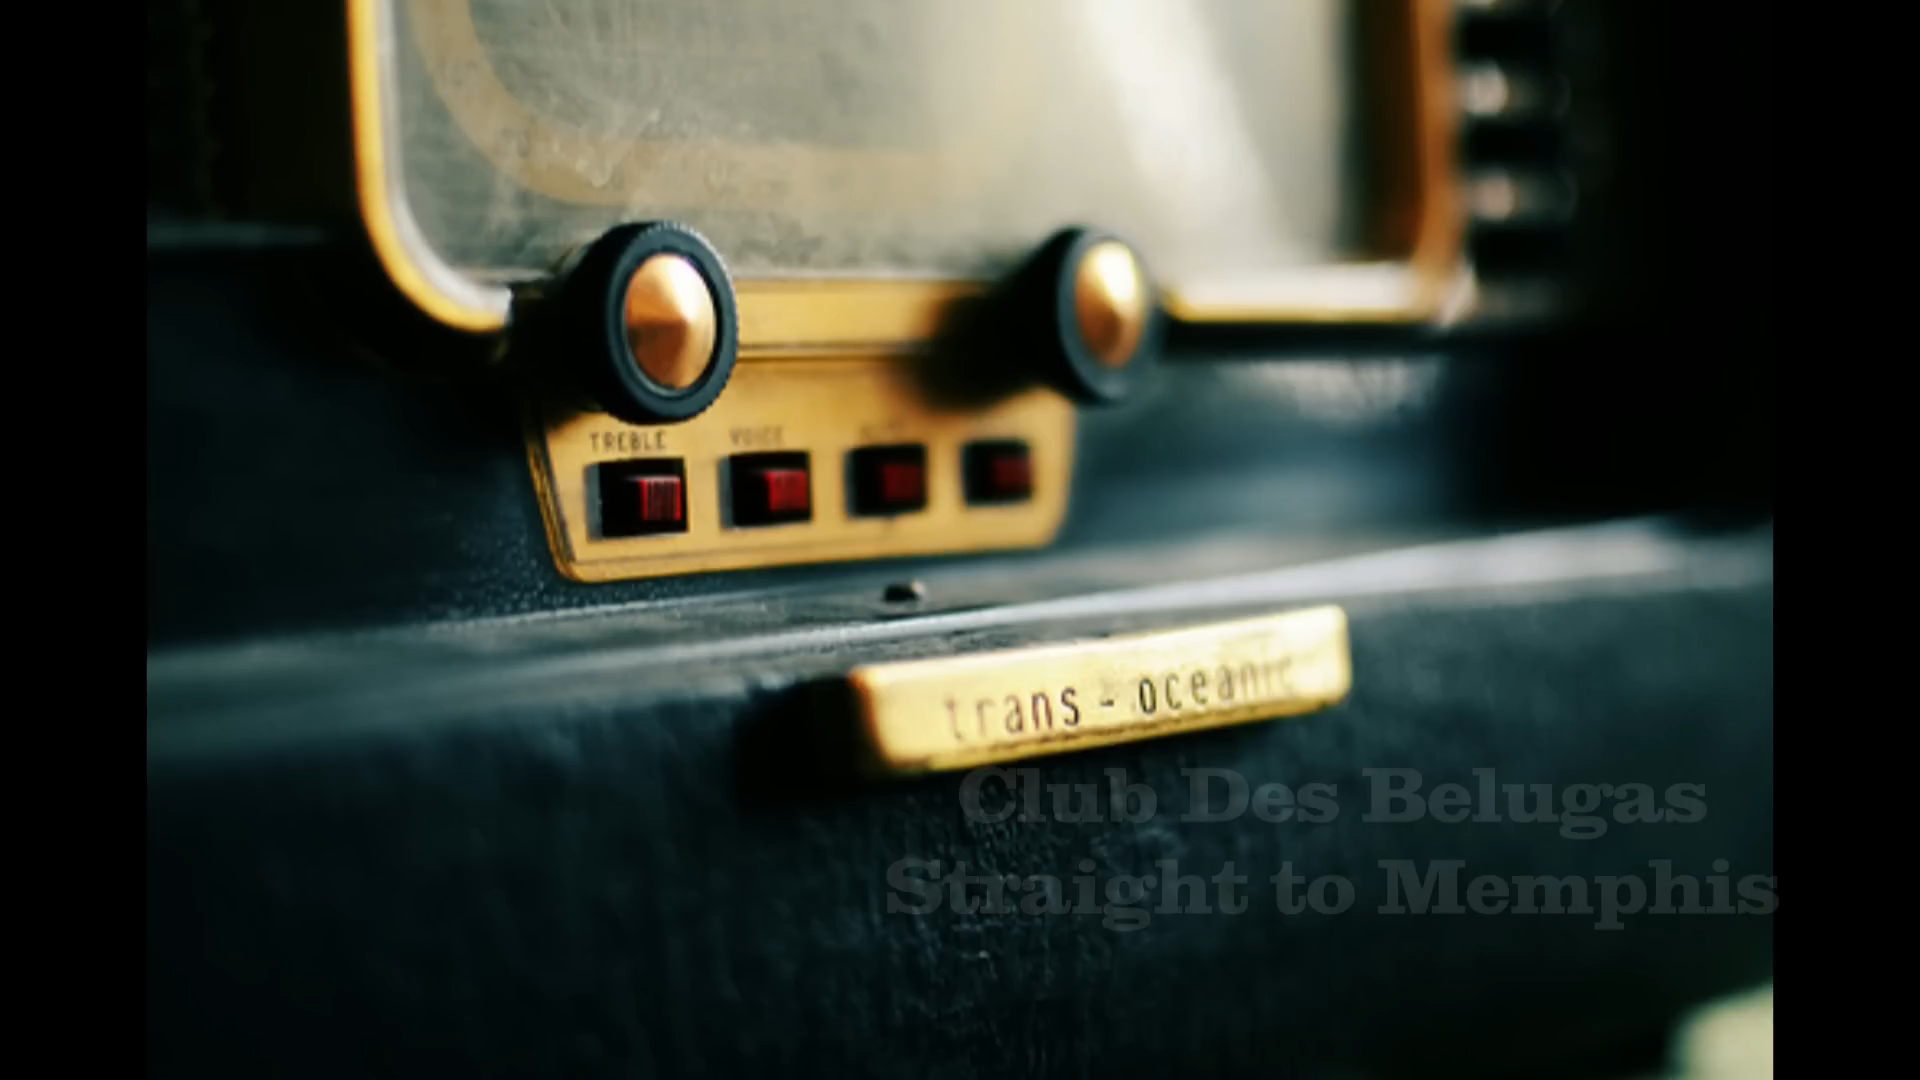 TREBLE VOICE
trans - oceanic
Club Des Belugas
Straight to Memphis